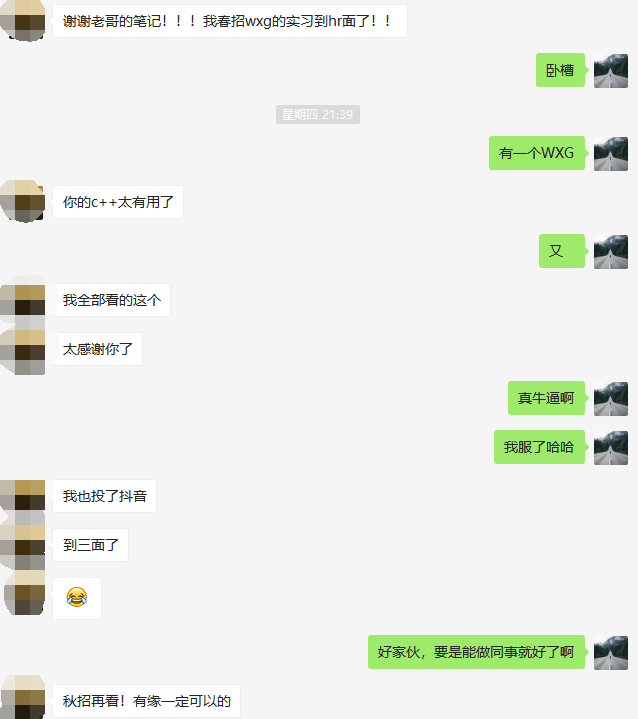 谢谢老哥的笔记！！！我春招wxg的实习到hr面了！！
卧槽
星期四 21:39
有一个WXG
你的c++太有用了
又
我全部看的这个
太感谢你了
真牛逼啊
我服了哈哈
我也投了抖音
到三面了
好家伙，要是能做同事就好了啊
秋招再看！有缘一定可以的